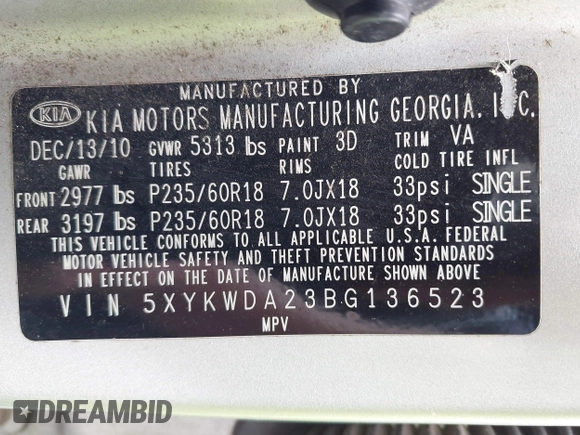 MANUFACTURED BY
KIA KIA MOTORS MANUFACTURING GEORGIA, INC.
DEC/13/10 GVWR 5313 lbs PAINT 3D TRIM VA
GAWR TIRES RIMS COLD TIRE INFL
FRONT 2977 lbs P235/60R18 7.0JX18 33psi SINGLE
REAR 3197 lbs P235/60R18 7.0JX18 33psi SINGLE
THIS VEHICLE CONFORMS TO ALL APPLICABLE U.S.A. FEDERAL
MOTOR VEHICLE SAFETY AND THEFT PREVENTION STANDARDS
IN EFFECT ON THE DATE OF MANUFACTURE SHOWN ABOVE
VIN 5XYKWDA23BG136523
MPV
DREAMBID